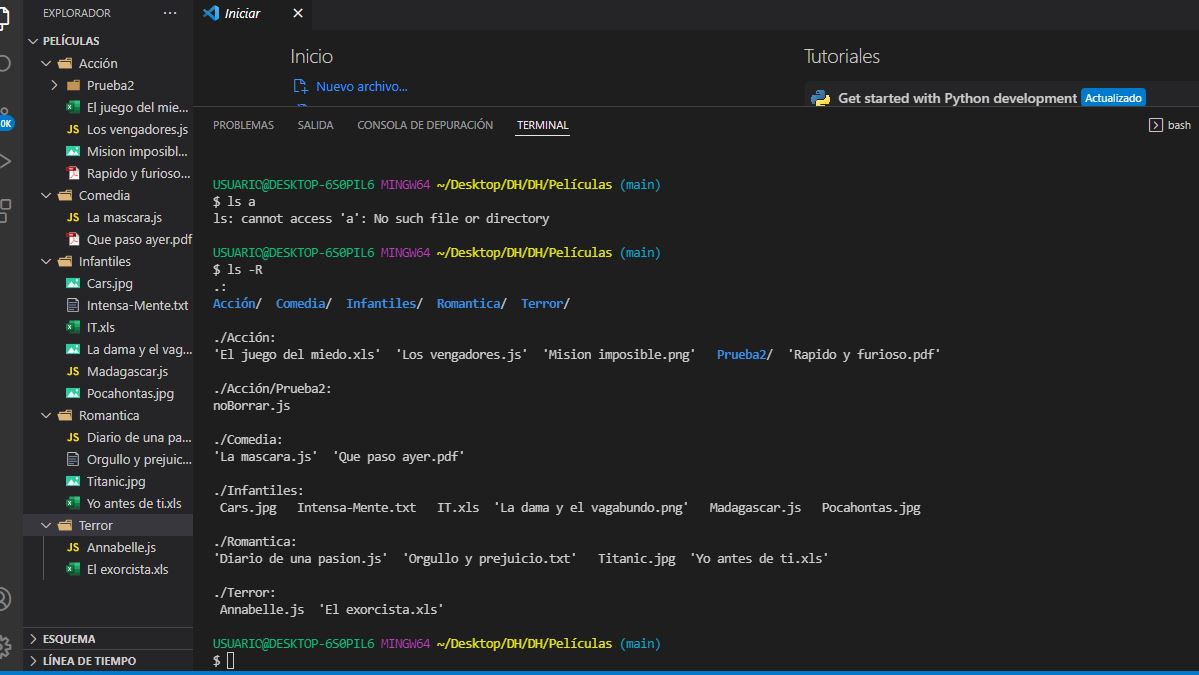 EXPLORADOR ···
Iniciar
PELÍCULAS
Acción
Prueba2
El juego del mie...
JS Los vengadores.js
Mision imposibl...
Rapido y furioso...
Comedia
JS La mascara.js
Que paso ayer.pdf
Infantiles
Cars.jpg
Intensa-Mente.txt
IT.xls
La dama y el vag...
JS Madagascar.js
Pocahontas.jpg
Romantica
JS Diario de una pa...
Orgullo y prejuic...
Titanic.jpg
Yo antes de ti.xls
Terror
JS Annabelle.js
El exorcista.xls
ESQUEMA
LÍNEA DE TIEMPO
Inicio
Nuevo archivo...
Tutoriales
Get started with Python development Actualizado
PROBLEMAS SALIDA CONSOLA DE DEPURACIÓN TERMINAL
bash
USUARIO@DESKTOP-6S0PIL6 MINGW64 ~/Desktop/DH/DH/Películas (main)
$ ls a
ls: cannot access 'a': No such file or directory
USUARIO@DESKTOP-6S0PIL6 MINGW64 ~/Desktop/DH/DH/Películas (main)
$ ls -R
.:
Acción/ Comedia/ Infantiles/ Romantica/ Terror/
./Acción:
'El juego del miedo.xls' 'Los vengadores.js' 'Mision imposible.png' Prueba2/ 'Rapido y furioso.pdf'
./Acción/Prueba2:
noBorrar.js
./Comedia:
'La mascara.js' 'Que paso ayer.pdf'
./Infantiles:
Cars.jpg Intensa-Mente.txt IT.xls 'La dama y el vagabundo.png' Madagascar.js Pocahontas.jpg
./Romantica:
'Diario de una pasion.js' 'Orgullo y prejuicio.txt' Titanic.jpg 'Yo antes de ti.xls'
./Terror:
Annabelle.js 'El exorcista.xls'
USUARIO@DESKTOP-6S0PIL6 MINGW64 ~/Desktop/DH/DH/Películas (main)
$